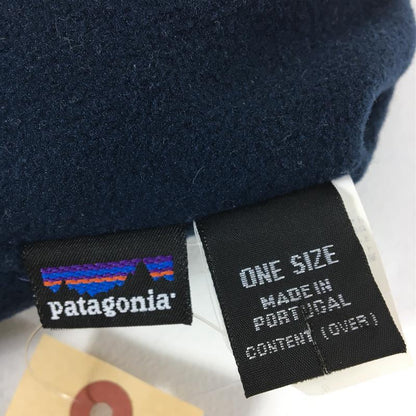 patagonia®
ONE SIZE
MADE IN
PORTUGAL
CONTENT (OVER)